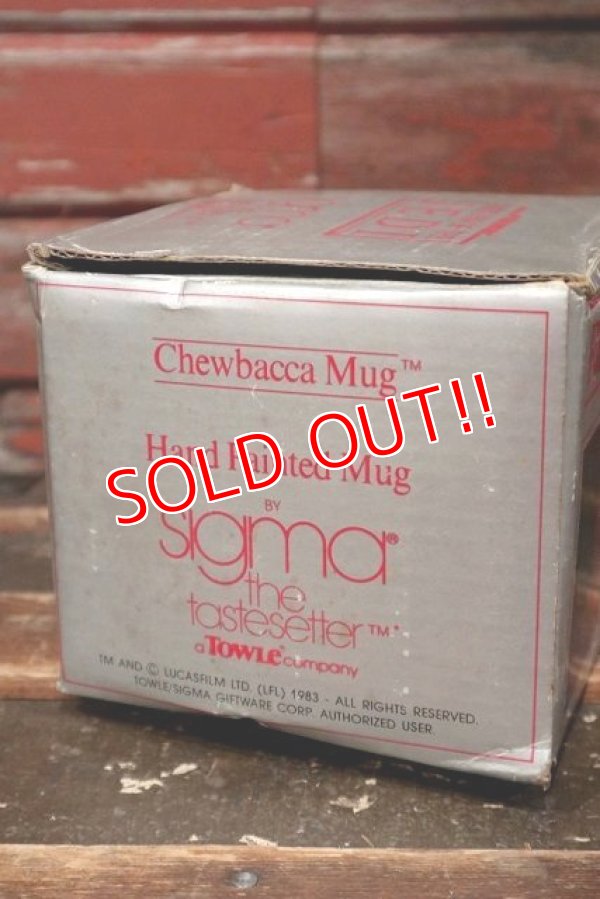 Chewbacca Mug™
SOLD OUT!!
Hand Painted Mug
BY
sigma®
the
tastesetter™
a TOWLE company
TM AND © LUCASFILM LTD. (LFL) 1983 - ALL RIGHTS RESERVED.
TOWLE/SIGMA GIFTWARE CORP. AUTHORIZED USER.